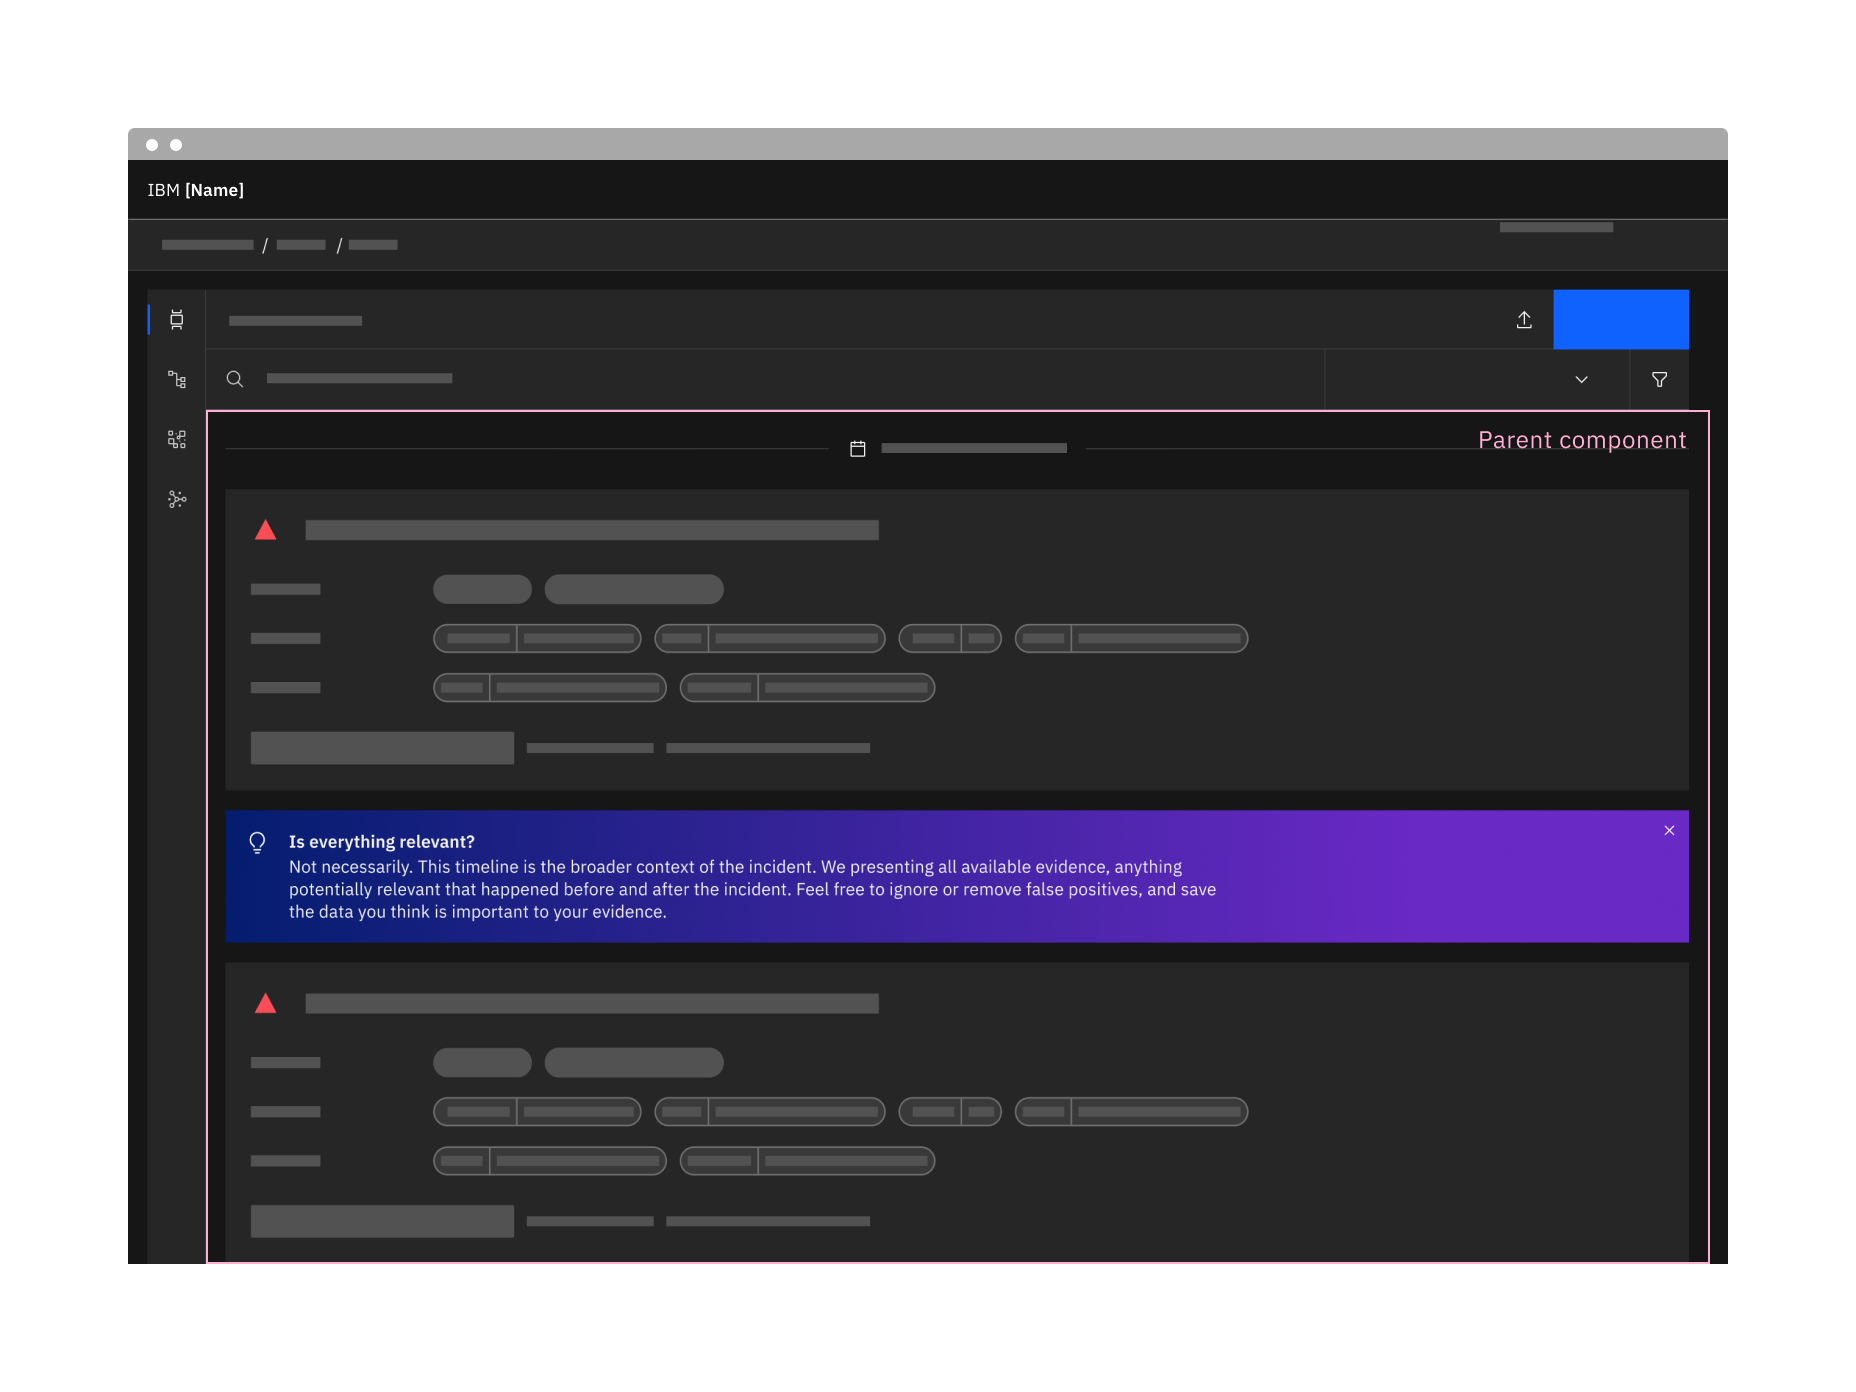 IBM [Name]
Parent component
Is everything relevant?
Not necessarily. This timeline is the broader context of the incident. We presenting all available evidence, anything
potentially relevant that happened before and after the incident. Feel free to ignore or remove false positives, and save
the data you think is important to your evidence.